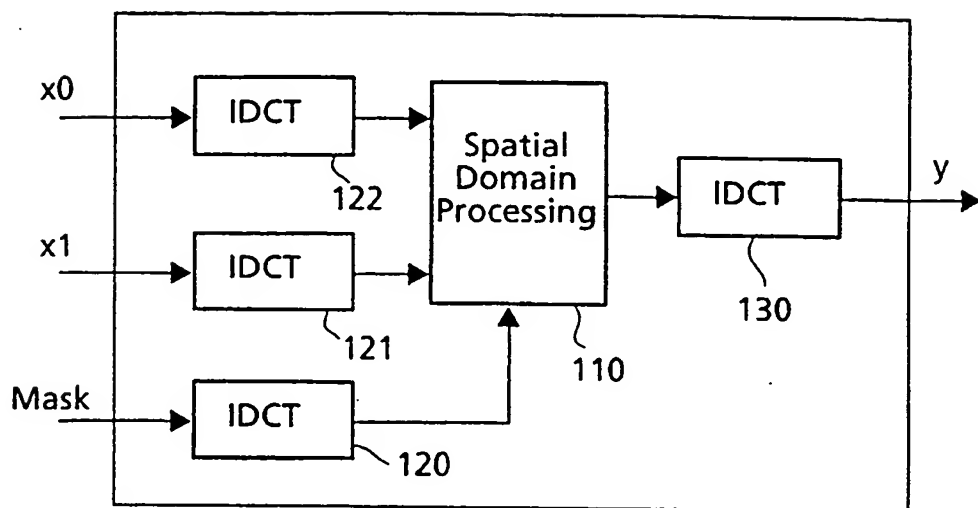 x0
IDCT
122
x1
IDCT
121
Mask
IDCT
120
Spatial
Domain
Processing
110
IDCT
130
y